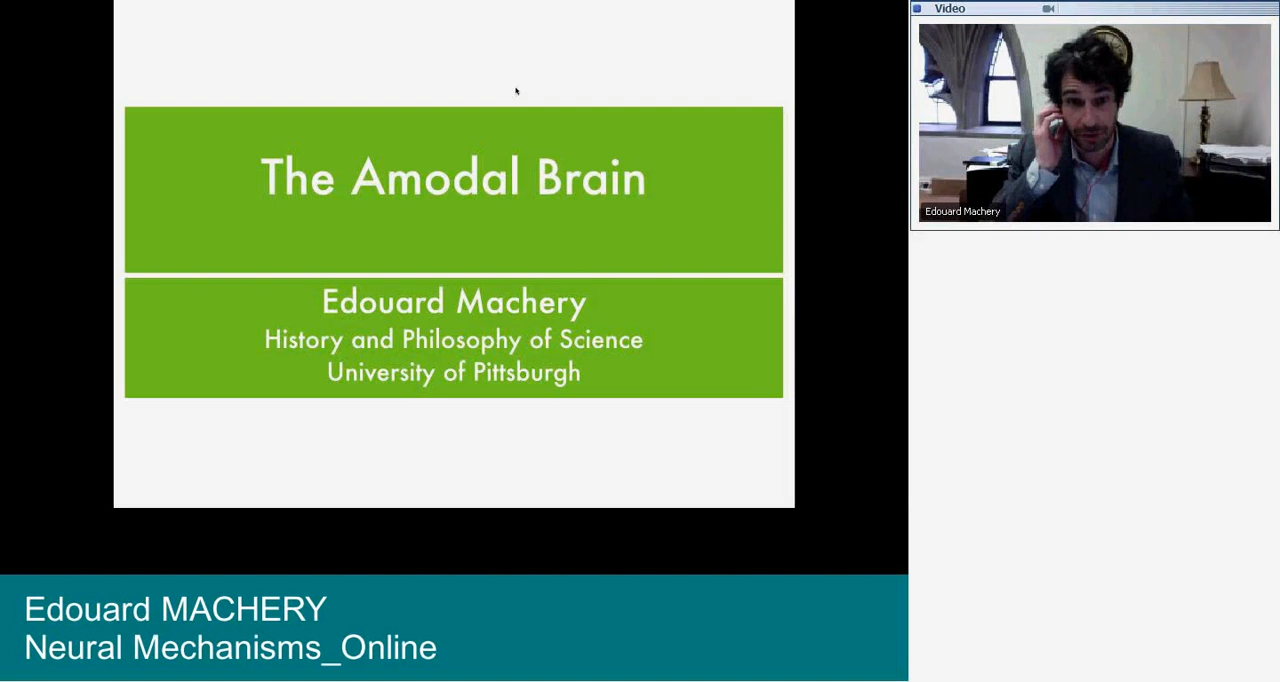 The Amodal Brain
Edouard Machery
History and Philosophy of Science
University of Pittsburgh
Video
Edouard Machery
Edouard MACHERY
Neural Mechanisms_Online